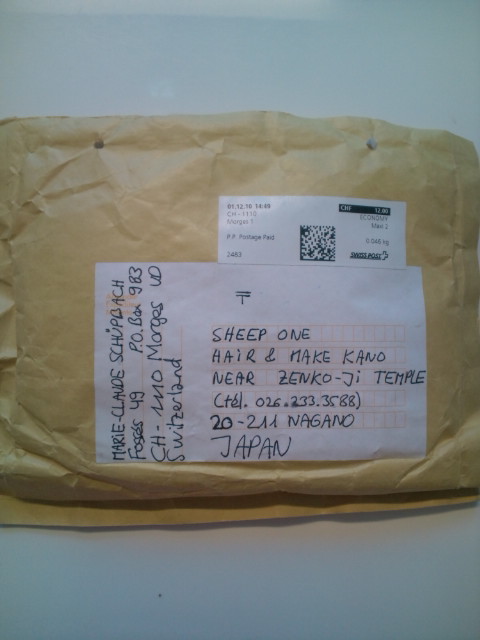 01.12.16 14:49
CH - 1110
Morges 1
P.P. Postage Paid
2463
CHF 12.00
ECONOMY
Maxi 2
0.046 kg
SWISS POST
〒
SHEEP ONE
HAIR & MAKE KANO
NEAR ZENKO-Ji TEMPLE
(tél. 026.233.3588)
20-211 NAGANO
JAPAN
MARIE-CLAUDE SCHÜPBACH
Fossés 49 P.O. Box 983
CH-1110 Morges VD
Switzerland